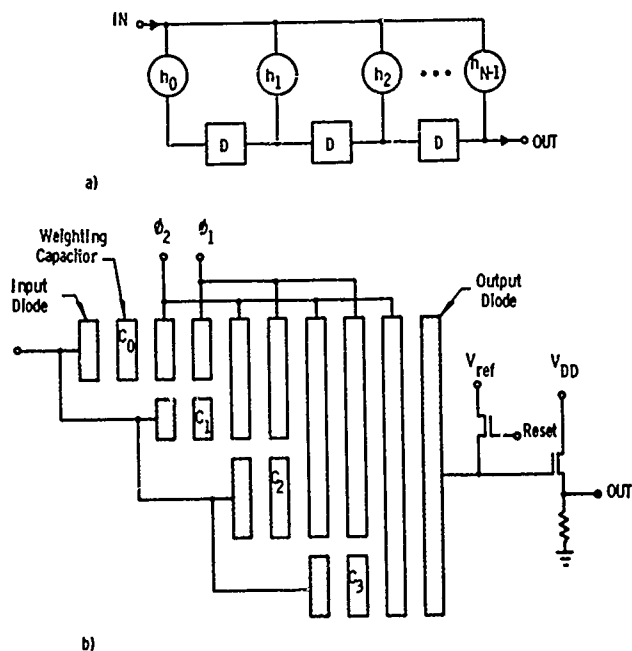 IN
h0
h1
h2
hN-1
D
D
D
OUT
a)
ϕ2
ϕ1
Weighting
Capacitor
Input
Diode
Output
Diode
C0
Vref
VDD
C1
Reset
C2
OUT
C3
b)